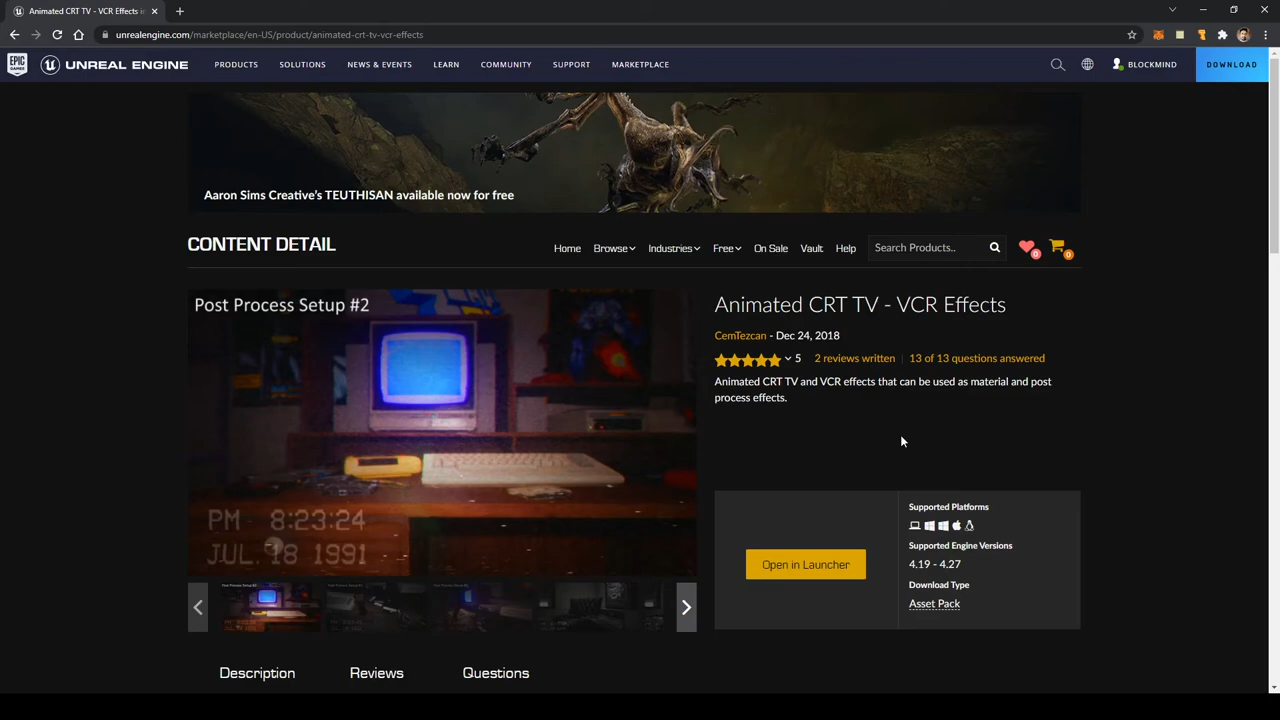 Animated CRT TV - VCR Effects in
unrealengine.com/marketplace/en-US/product/animated-crt-tv-vcr-effects
EPIC GAMES
UNREAL ENGINE
PRODUCTS
SOLUTIONS
NEWS & EVENTS
LEARN
COMMUNITY
SUPPORT
MARKETPLACE
BLOCKMIND
DOWNLOAD
Aaron Sims Creative's TEUTHISAN available now for free
CONTENT DETAIL
Home
Browse
Industries
Free
On Sale
Vault
Help
Search Products..
0
0
Post Process Setup #2
PM 8:23:24
JUL. 18 1991
Animated CRT TV - VCR Effects
CemTezcan - Dec 24, 2018
5
2 reviews written
13 of 13 questions answered
Animated CRT TV and VCR effects that can be used as material and post
process effects.
Open in Launcher
Supported Platforms
Supported Engine Versions
4.19 - 4.27
Download Type
Asset Pack
Description
Reviews
Questions